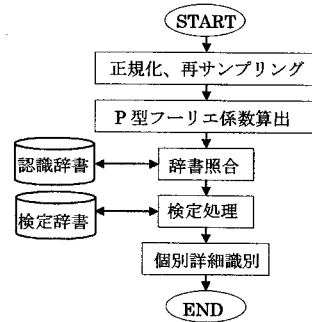 START
正規化、再サンプリング
P型フーリエ係数算出
認識辞書
辞書照合
検定辞書
検定処理
個別詳細識別
END